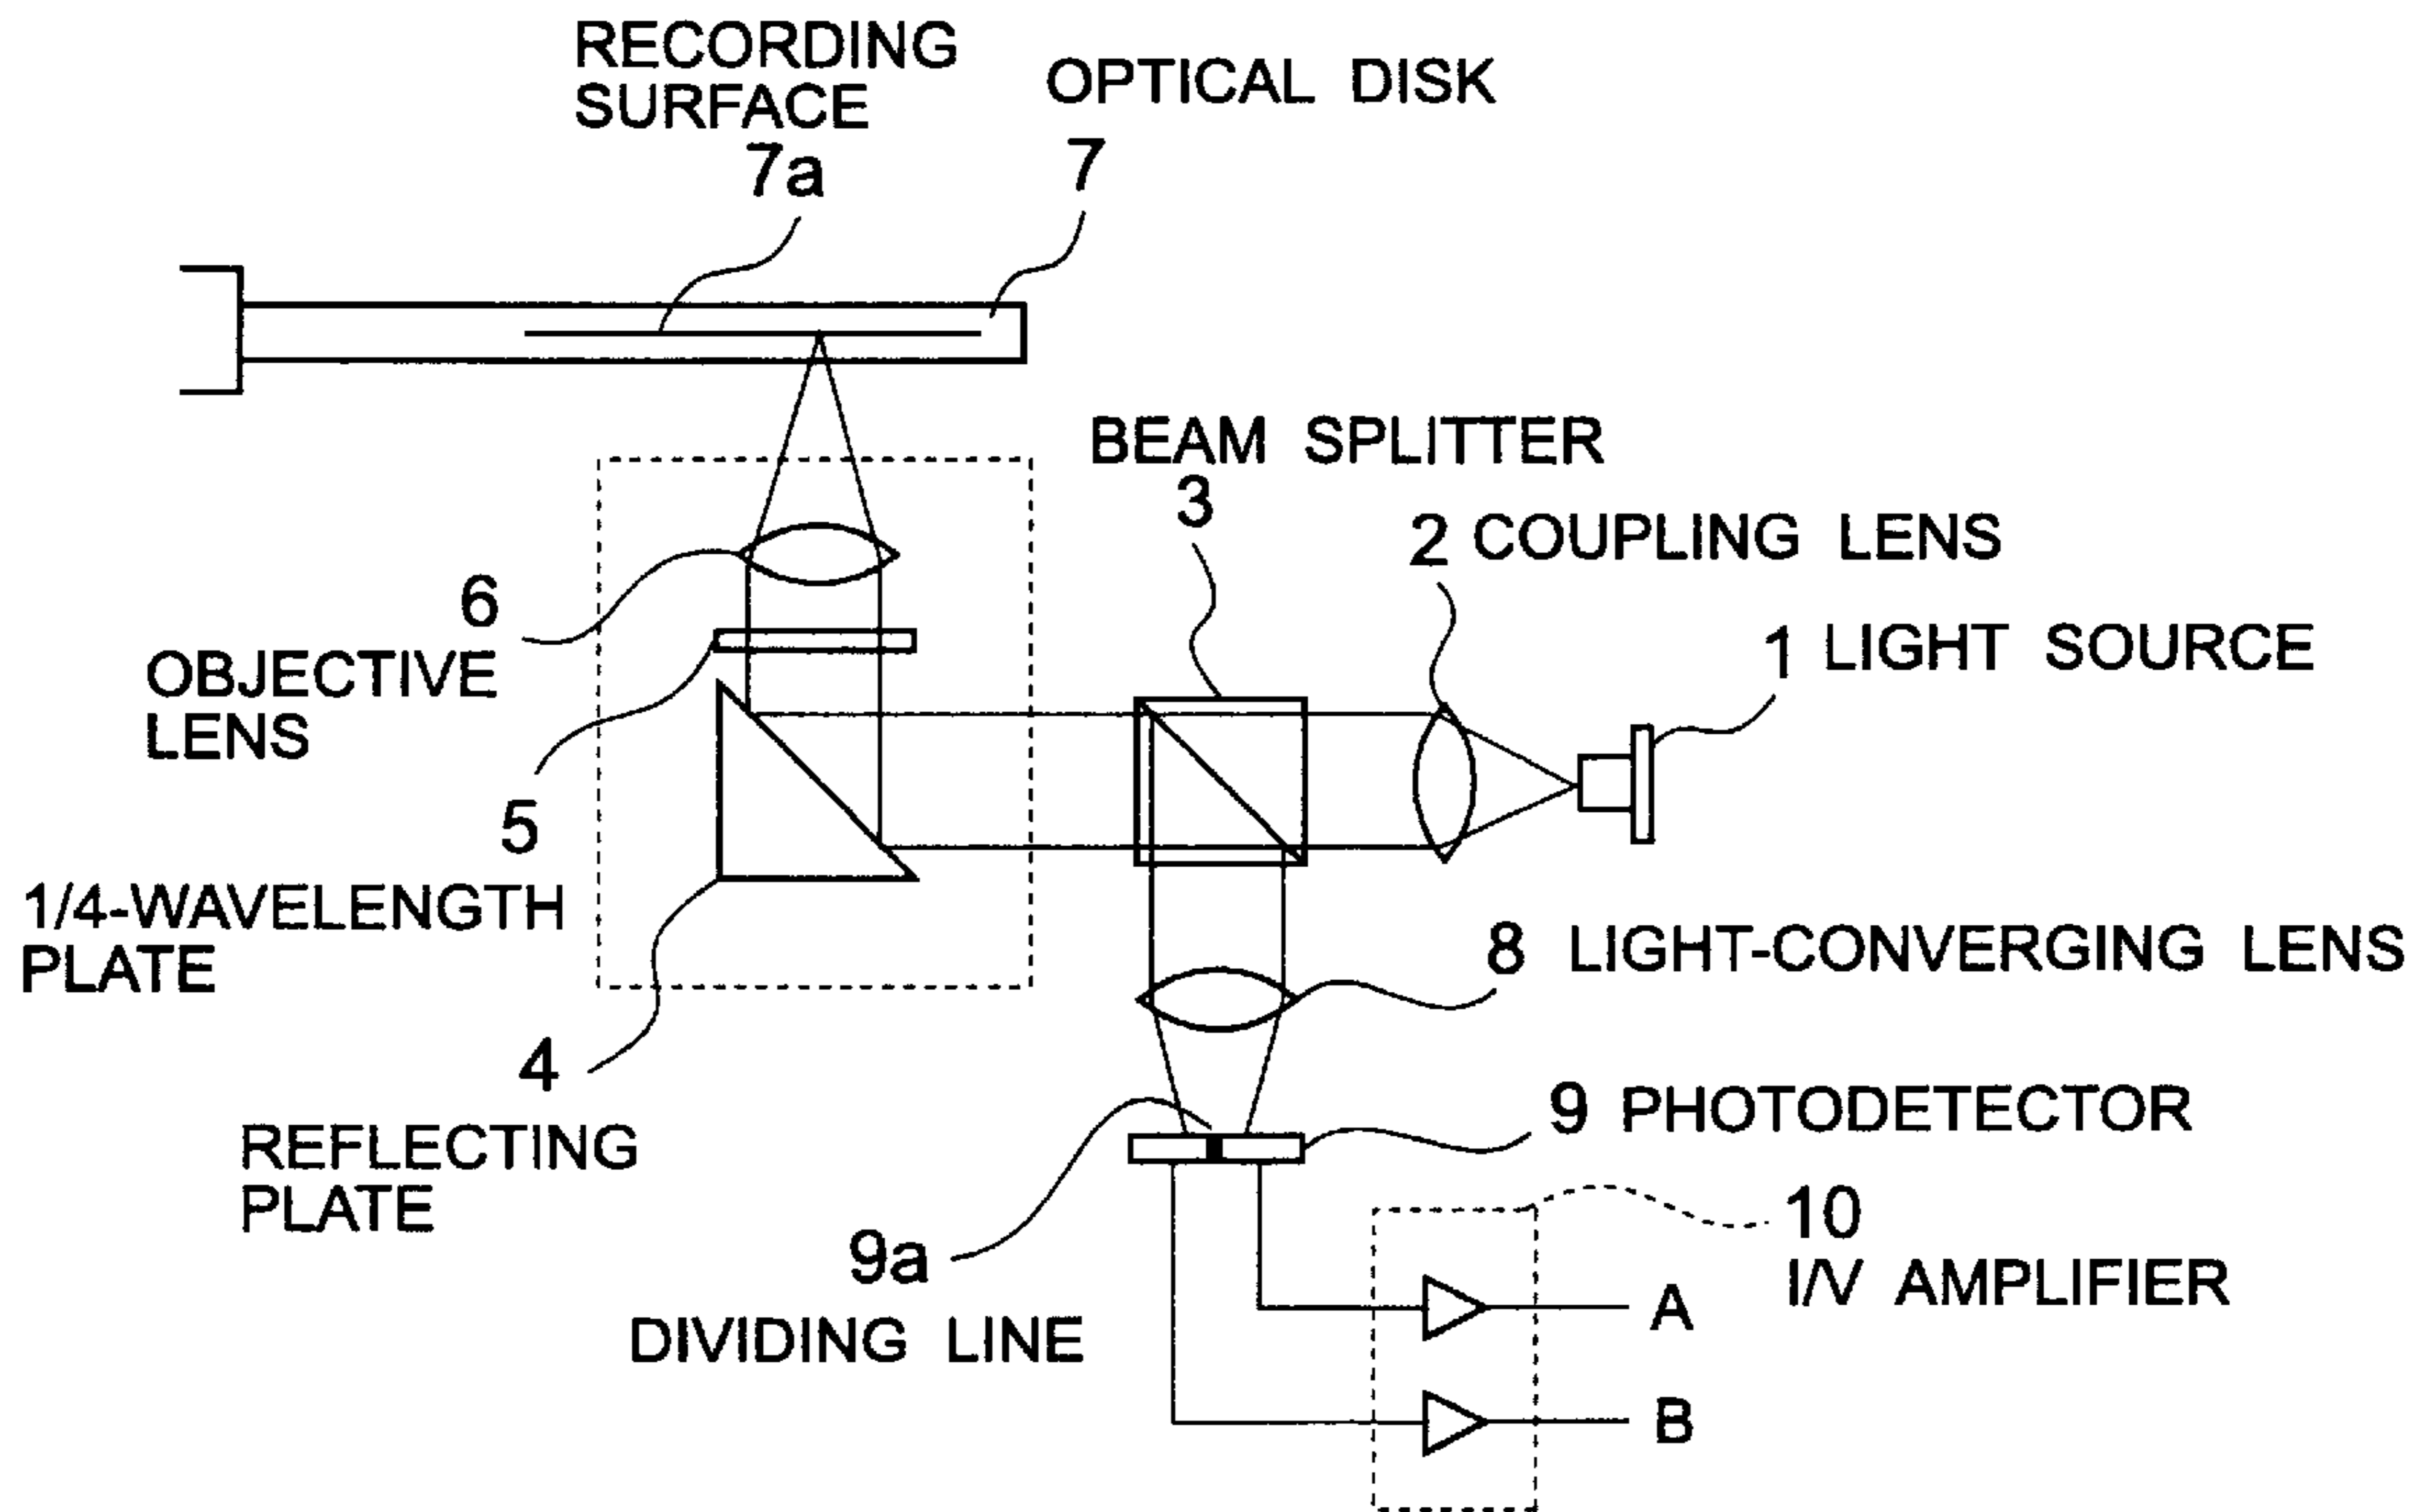 RECORDING
SURFACE
7a
OPTICAL DISK
7
BEAM SPLITTER
3
2 COUPLING LENS
1 LIGHT SOURCE
6
OBJECTIVE
LENS
5
1/4-WAVELENGTH
PLATE
4
REFLECTING
PLATE
8 LIGHT-CONVERGING LENS
9 PHOTODETECTOR
9a
DIVIDING LINE
10
I/V AMPLIFIER
A
B